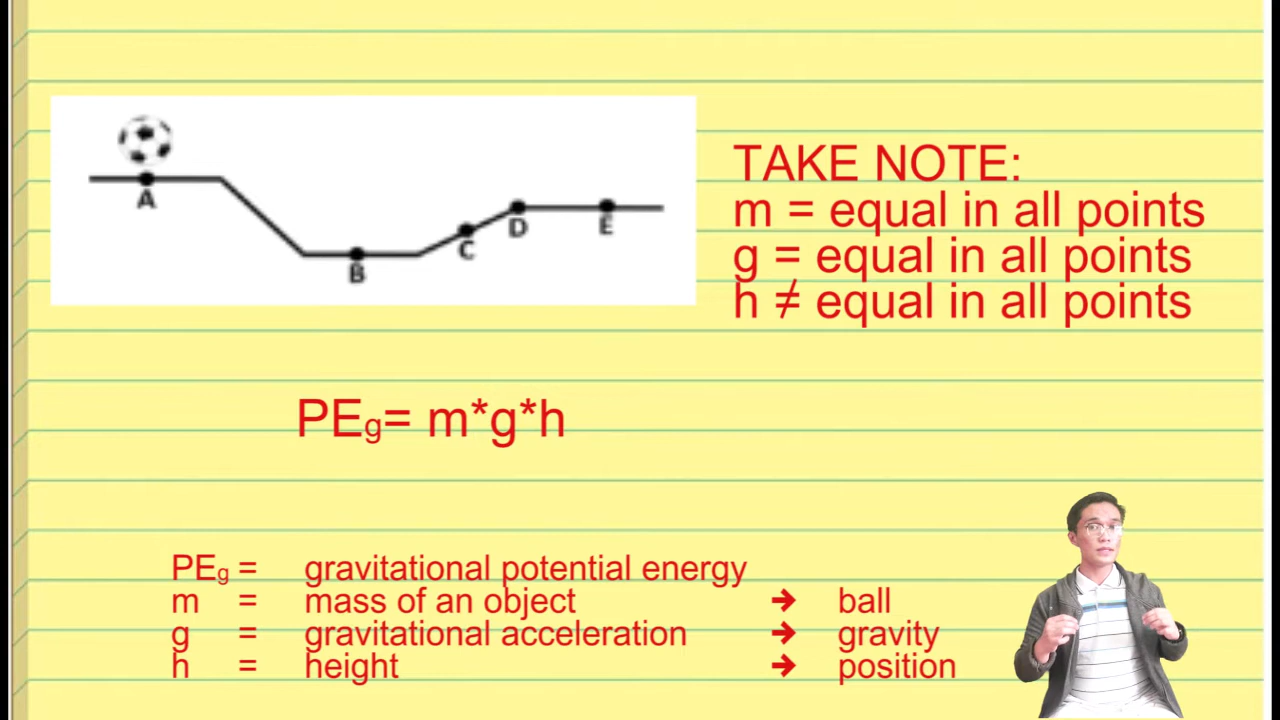 A
B
C
D
E
TAKE NOTE:
m = equal in all points
g = equal in all points
h ≠ equal in all points
PEg= m*g*h
PEg = gravitational potential energy
m = mass of an object → ball
g = gravitational acceleration → gravity
h = height → position